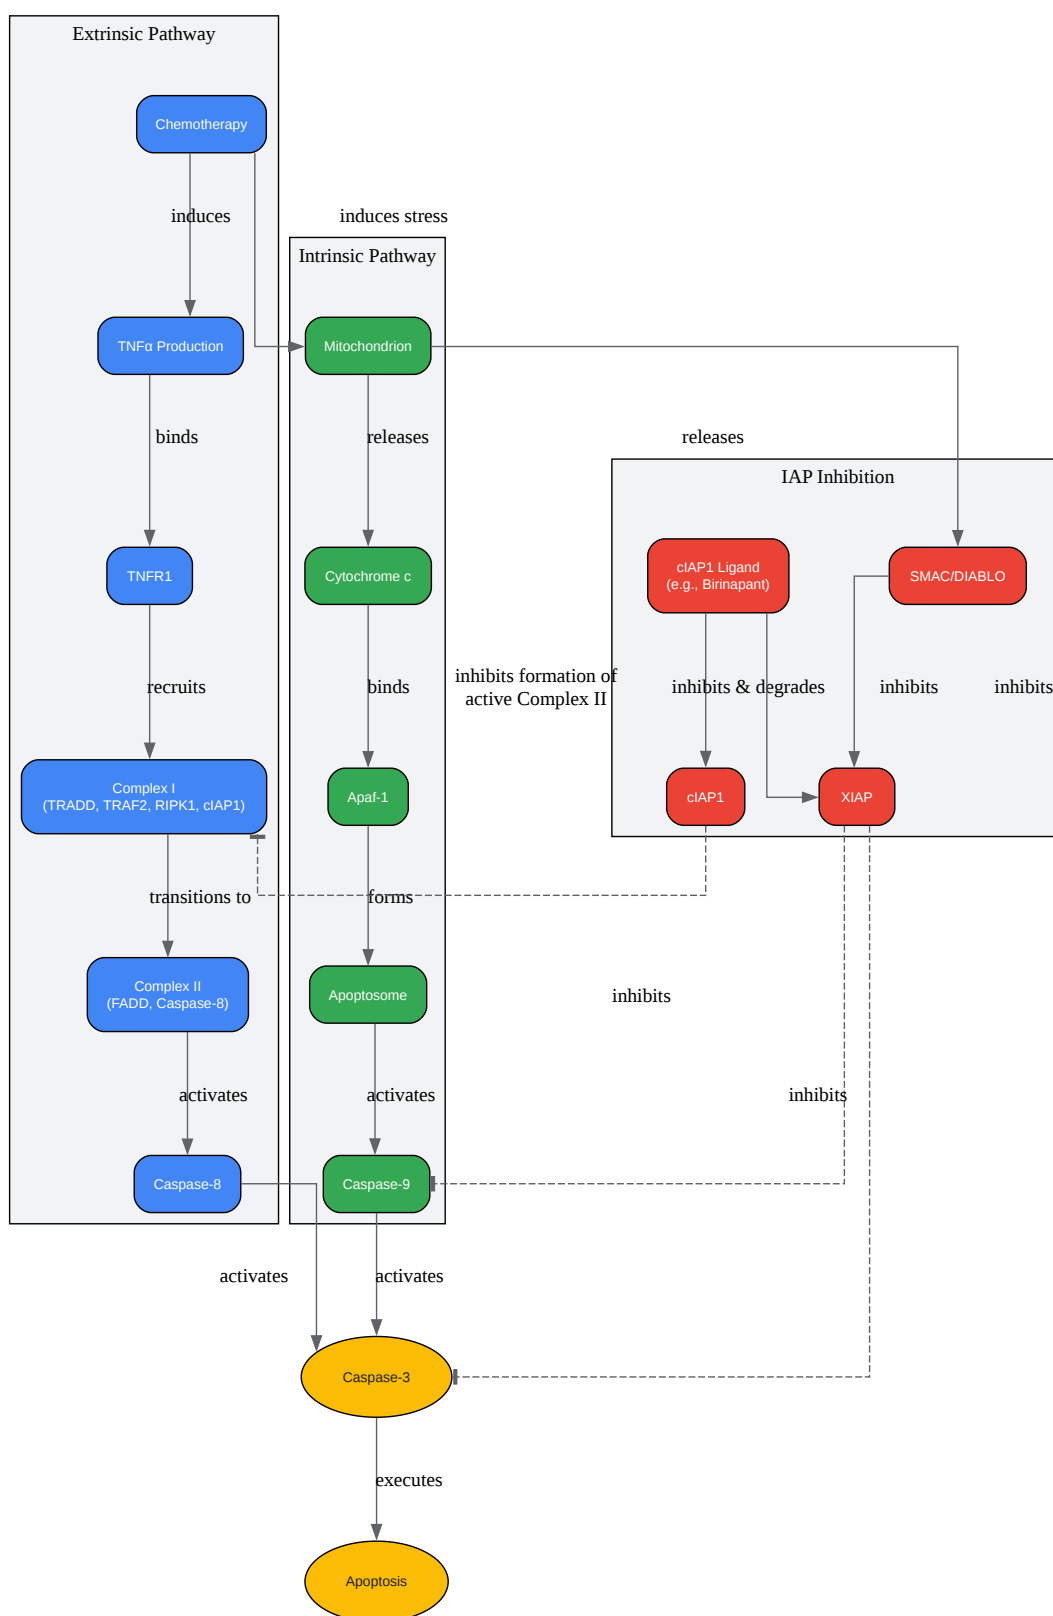 Extrinsic Pathway
Chemotherapy
induces
induces stress
Intrinsic Pathway
TNFα Production
Mitochondrion
binds
releases
releases
IAP Inhibition
TNFR1
Cytochrome c
cIAP1 Ligand
(e.g., Birinapant)
SMAC/DIABLO
recruits
binds
inhibits formation of
active Complex II
inhibits & degrades
inhibits
inhibits
Complex I
(TRADD, TRAF2, RIPK1, cIAP1)
Apaf-1
cIAP1
XIAP
transitions to
forms
Complex II
(FADD, Caspase-8)
Apoptosome
inhibits
activates
activates
inhibits
Caspase-8
Caspase-9
activates
activates
Caspase-3
executes
Apoptosis